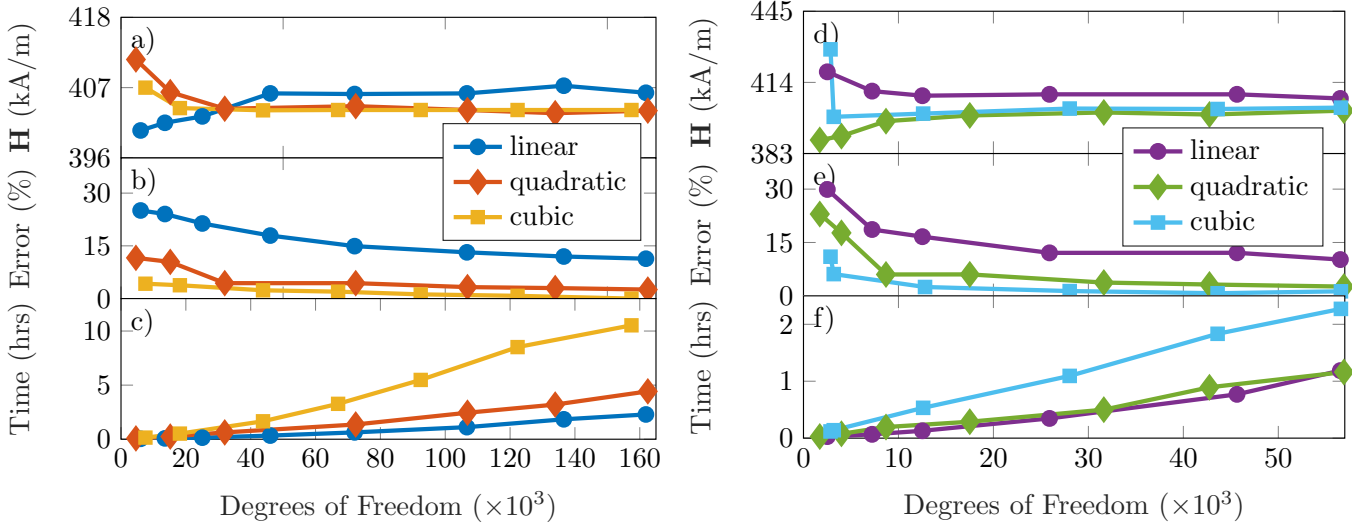 418
a)
407
H (kA/m)
396
linear
quadratic
cubic
b)
30
15
0
Error (%)
c)
10
5
0
Time (hrs)
0 20 40 60 80 100 120 140 160
Degrees of Freedom (×10³)
445
d)
414
H (kA/m)
383
linear
quadratic
cubic
e)
30
15
0
Error (%)
f)
2
1
0
Time (hrs)
0 10 20 30 40 50
Degrees of Freedom (×10³)